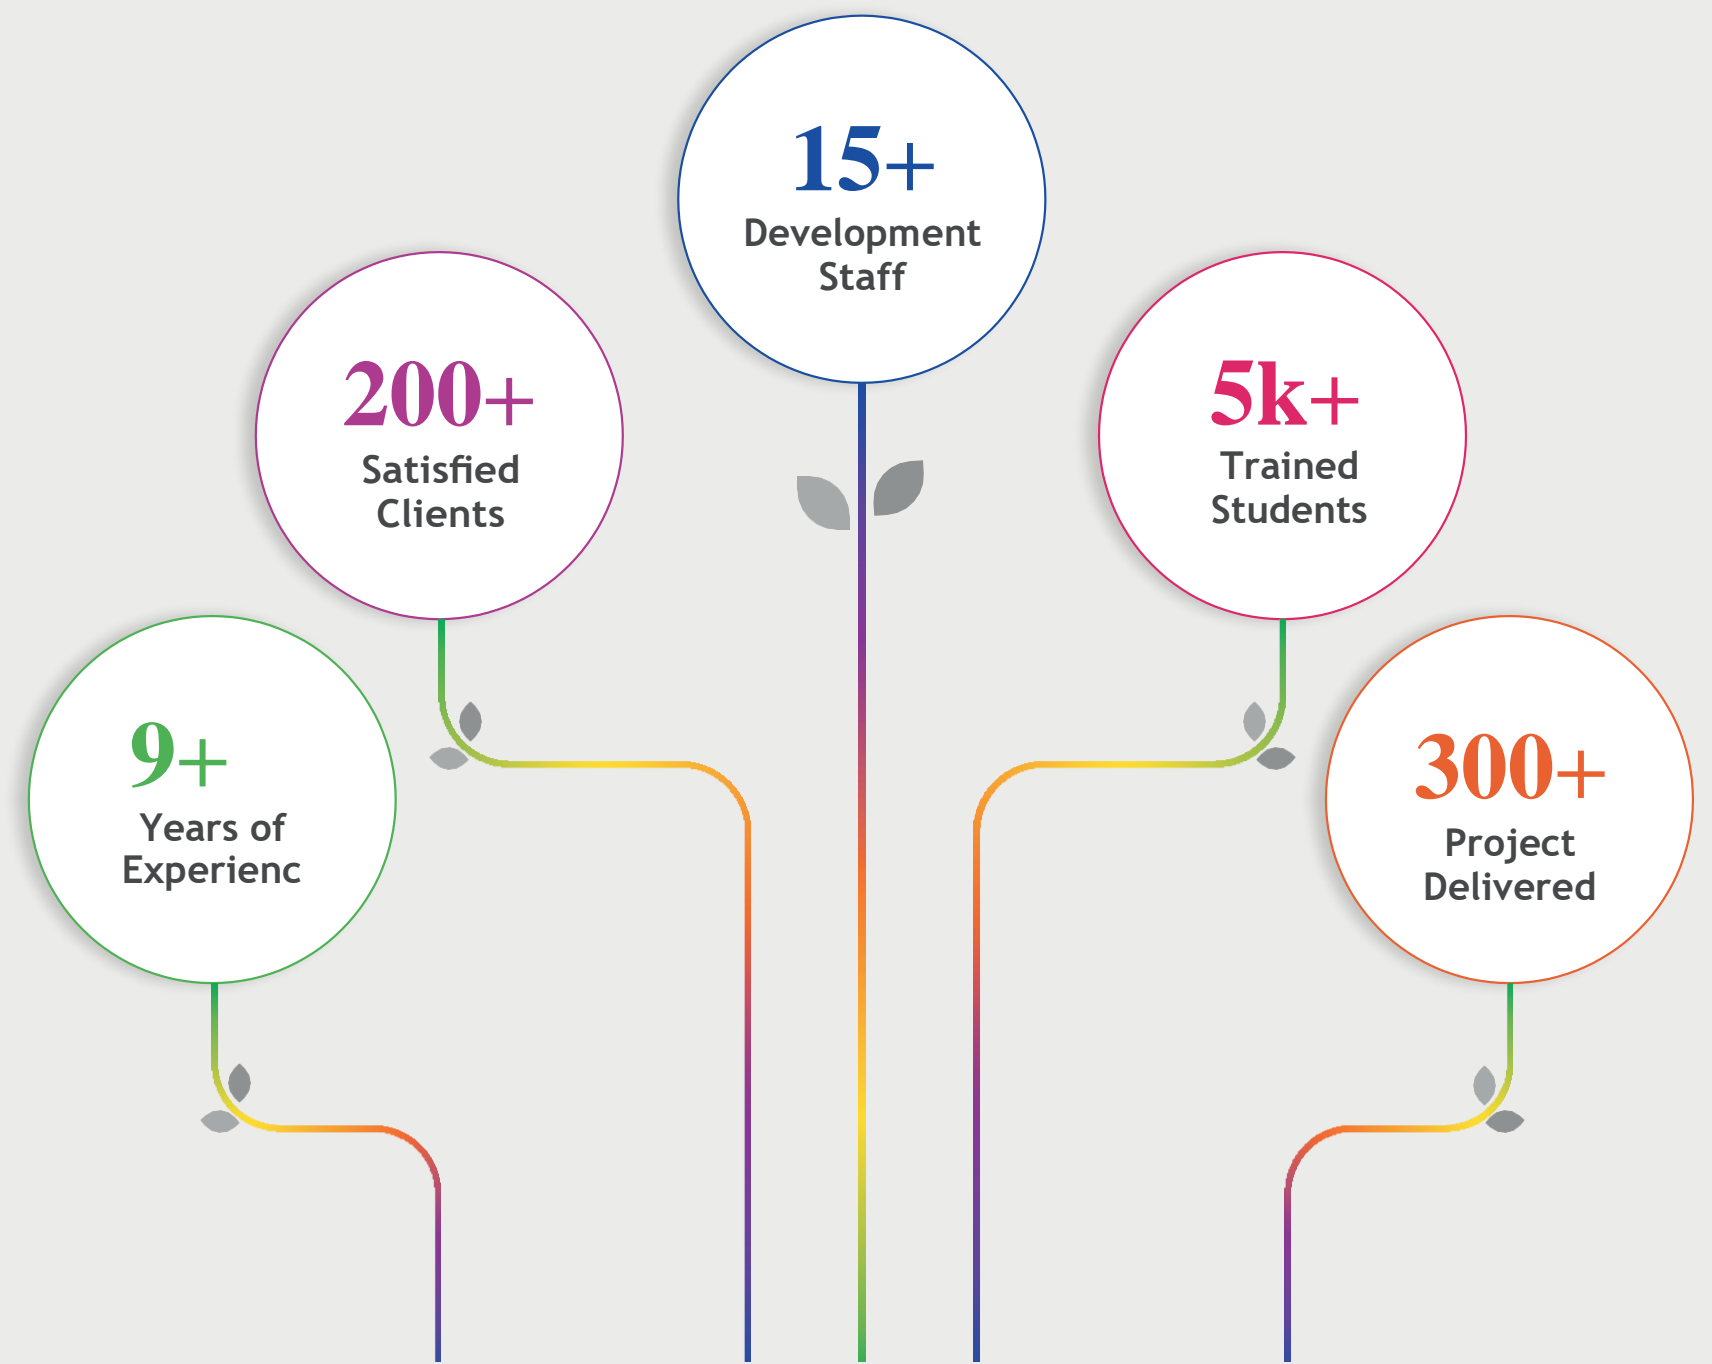 15+
Development
Staff
200+
Satisfied
Clients
5k+
Trained
Students
9+
Years of
Experienc
300+
Project
Delivered